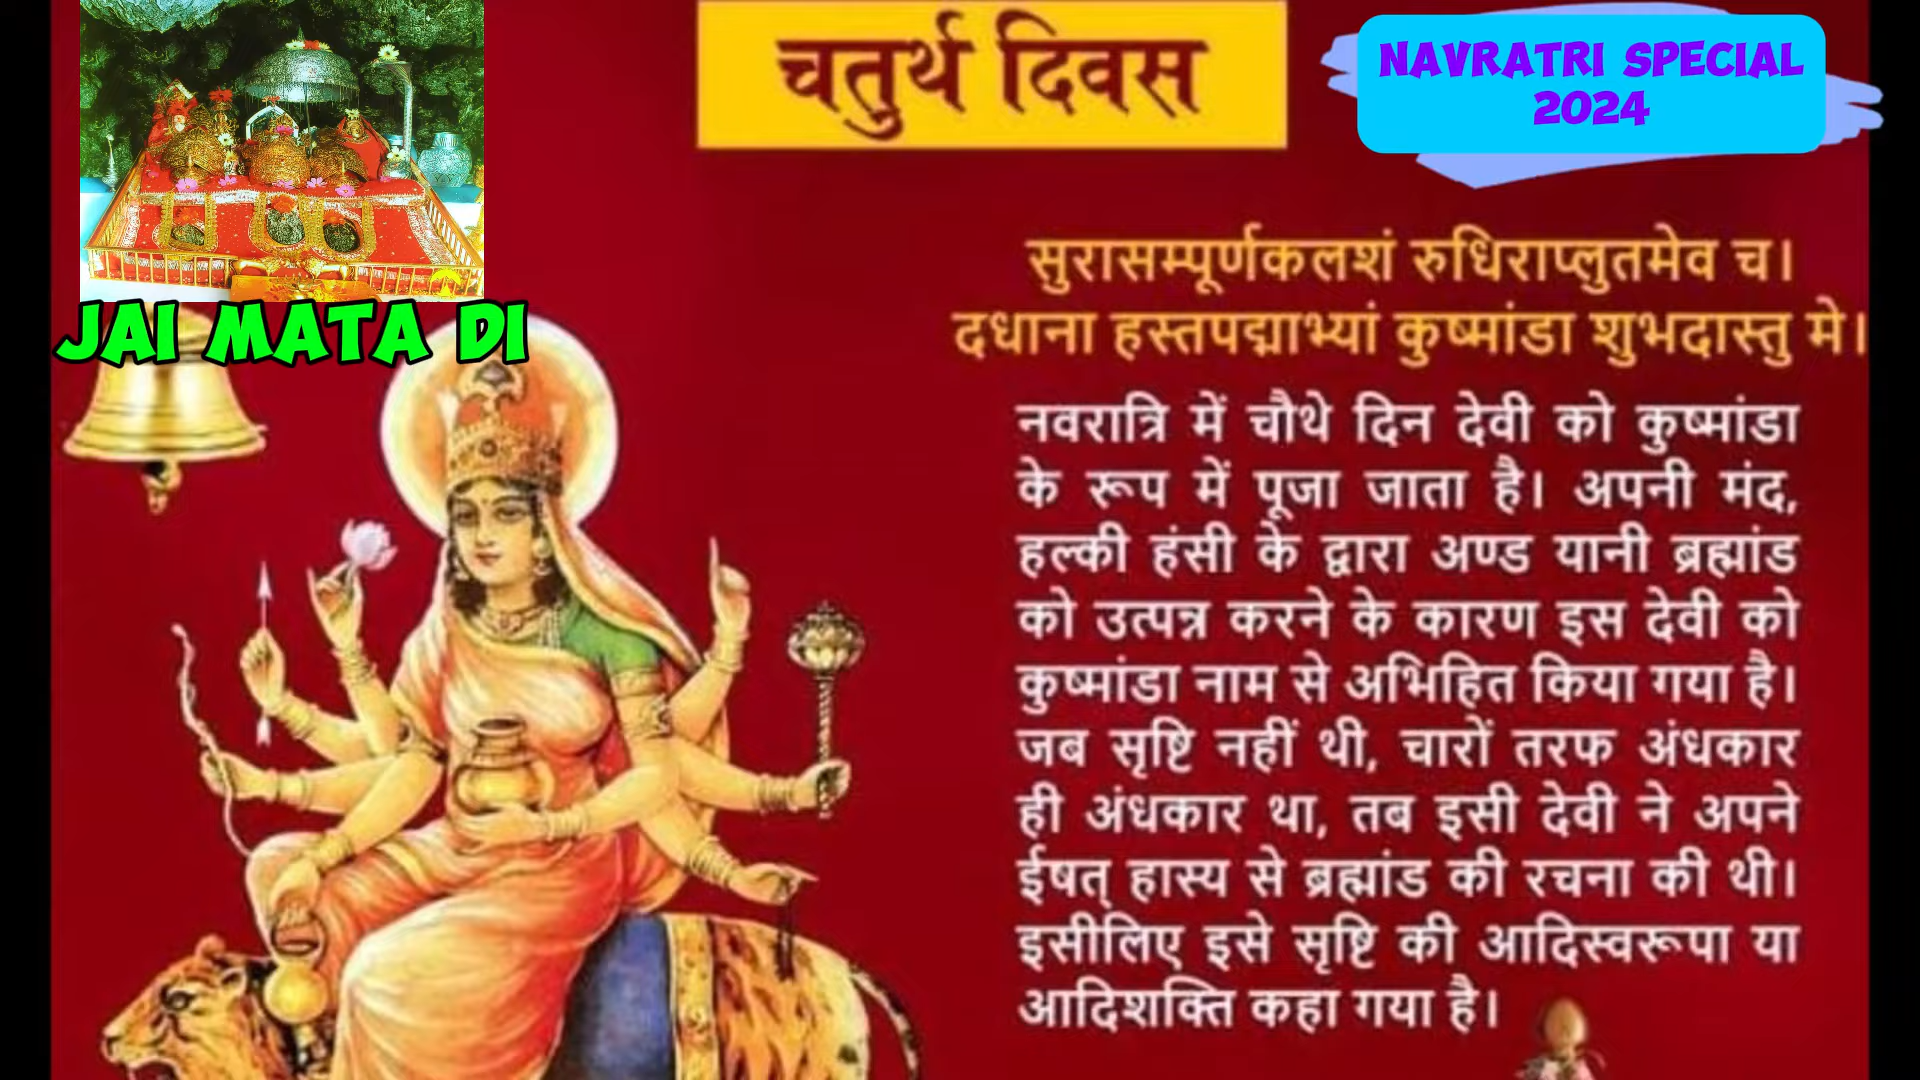 चतुर्थ दिवस
NAVRATRI SPECIAL
2024
JAI MATA DI
सुरासम्पूर्णकलशं रुधिराप्लुतमेव च।
दधाना हस्तपद्माभ्यां कुष्मांडा शुभदास्तु मे।
नवरात्रि में चौथे दिन देवी को कुष्मांडा
के रूप में पूजा जाता है। अपनी मंद,
हल्की हंसी के द्वारा अण्ड यानी ब्रह्मांड
को उत्पन्न करने के कारण इस देवी को
कुष्मांडा नाम से अभिहित किया गया है।
जब सृष्टि नहीं थी, चारों तरफ अंधकार
ही अंधकार था, तब इसी देवी ने अपने
ईषत् हास्य से ब्रह्मांड की रचना की थी।
इसीलिए इसे सृष्टि की आदिस्वरूपा या
आदिशक्ति कहा गया है।